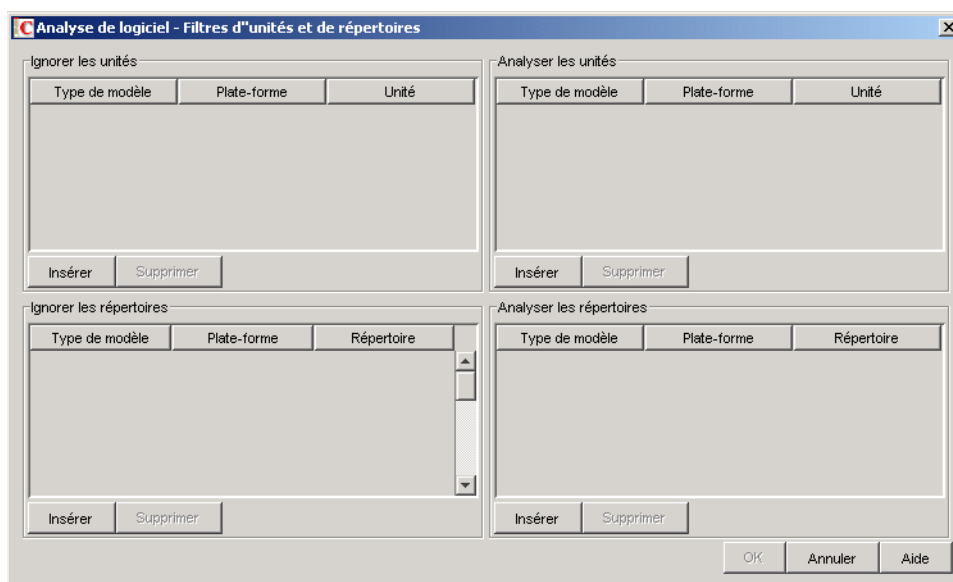 C Analyse de logiciel - Filtres d"unités et de répertoires
Ignorer les unités
Type de modèle Plate-forme Unité
Insérer Supprimer
Analyser les unités
Type de modèle Plate-forme Unité
Insérer Supprimer
Ignorer les répertoires
Type de modèle Plate-forme Répertoire
Insérer Supprimer
Analyser les répertoires
Type de modèle Plate-forme Répertoire
Insérer Supprimer
OK Annuler Aide